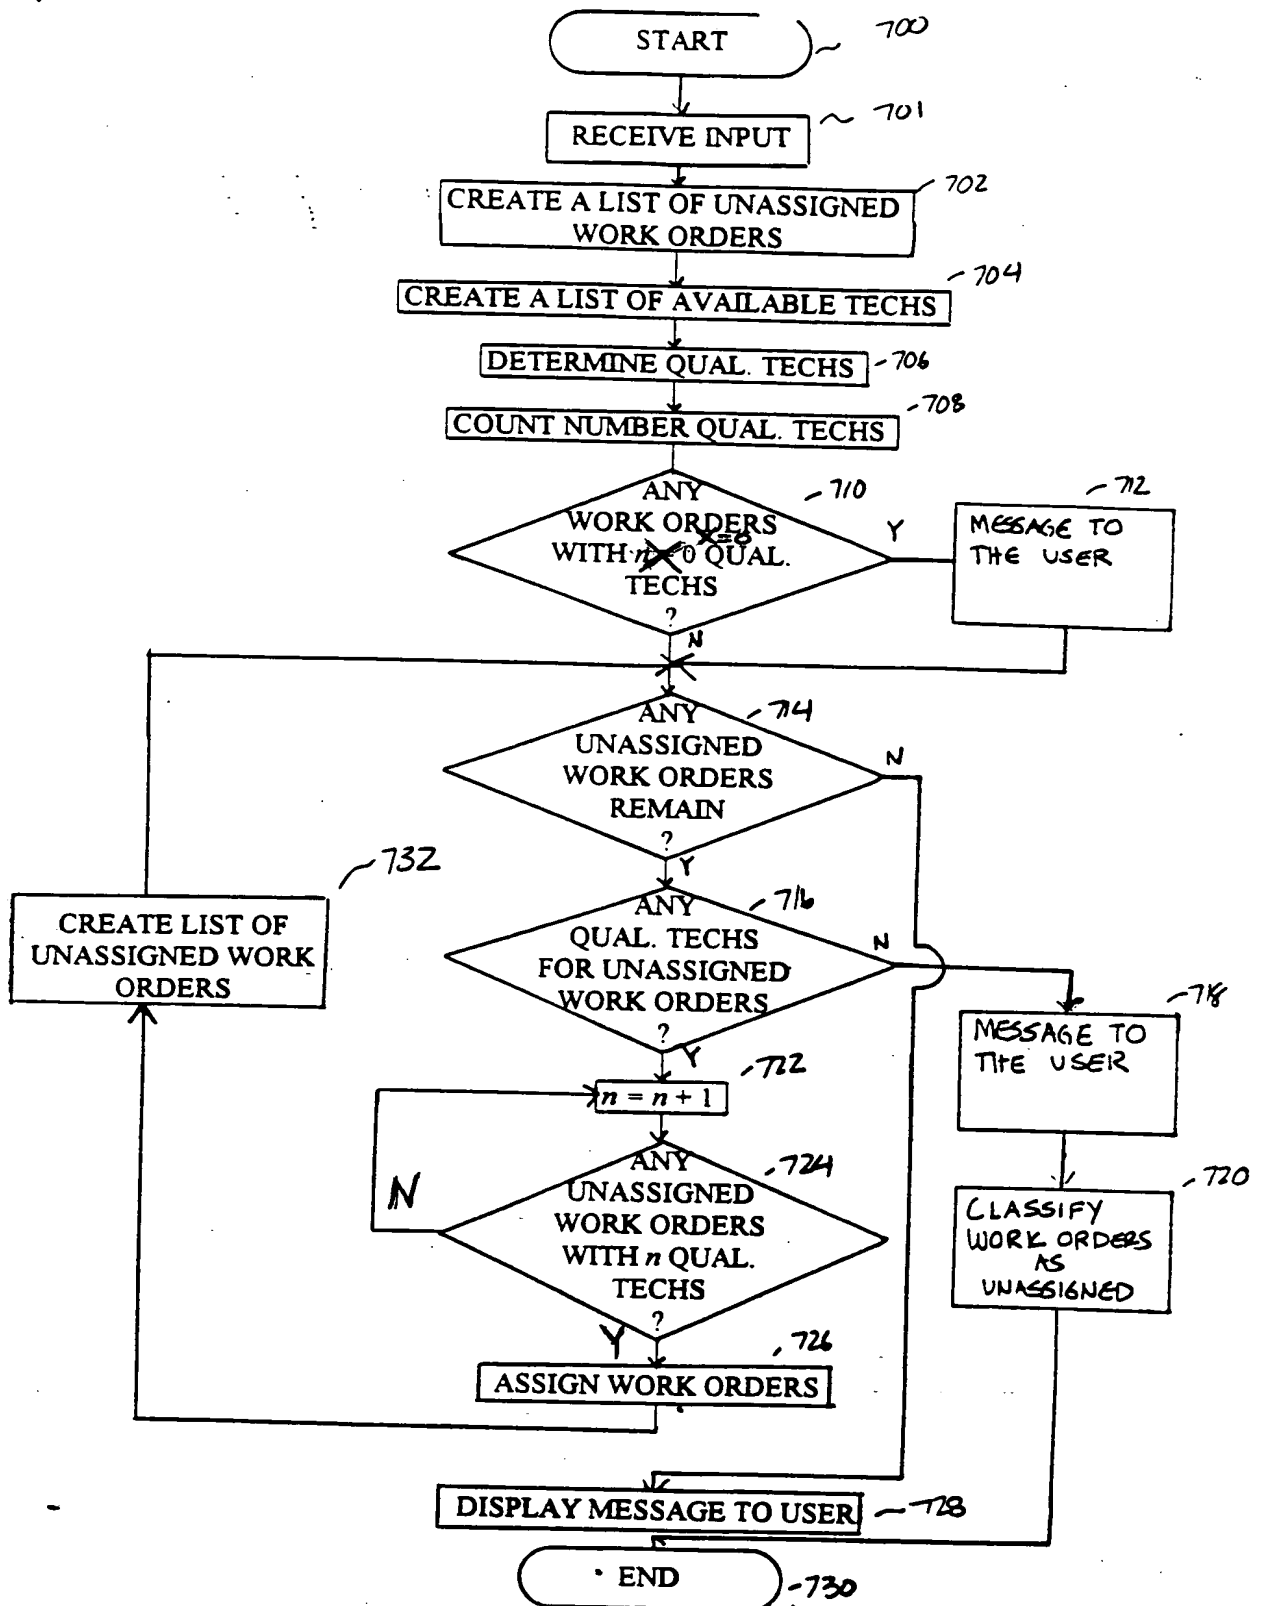 START
700
RECEIVE INPUT
701
CREATE A LIST OF UNASSIGNED
WORK ORDERS
702
CREATE A LIST OF AVAILABLE TECHS
704
DETERMINE QUAL. TECHS
706
COUNT NUMBER QUAL. TECHS
708
ANY
WORK ORDERS
X=0
WITH n=0 QUAL.
TECHS
?
710
Y
N
712
MESSAGE TO
THE USER
ANY
UNASSIGNED
WORK ORDERS
REMAIN
?
714
N
Y
732
CREATE LIST OF
UNASSIGNED WORK
ORDERS
ANY
QUAL. TECHS
FOR UNASSIGNED
WORK ORDERS
?
716
N
Y
718
MESSAGE TO
THE USER
722
n = n + 1
ANY
UNASSIGNED
WORK ORDERS
WITH n QUAL.
TECHS
?
724
N
Y
720
CLASSIFY
WORK ORDERS
AS
UNASSIGNED
726
ASSIGN WORK ORDERS
DISPLAY MESSAGE TO USER
728
END
730